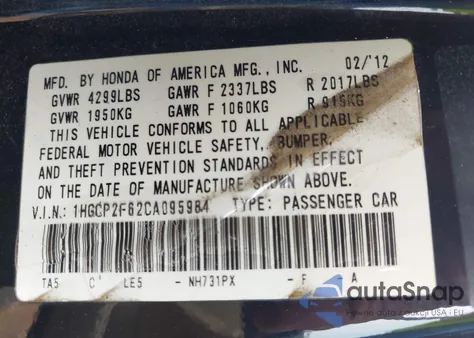 MFD. BY HONDA OF AMERICA MFG., INC. 02/'12
GVWR 4299LBS GAWR F 2337LBS R 2017LBS
GVWR 1950KG GAWR F 1060KG R 915KG
THIS VEHICLE CONFORMS TO ALL APPLICABLE
FEDERAL MOTOR VEHICLE SAFETY, BUMPER,
AND THEFT PREVENTION STANDARDS IN EFFECT
ON THE DATE OF MANUFACTURE SHOWN ABOVE.
V.I.N.: 1HGCP2F62CA095984 TYPE: PASSENGER CAR
TA5 C LE5 - NH731PX - F A
autoSnap